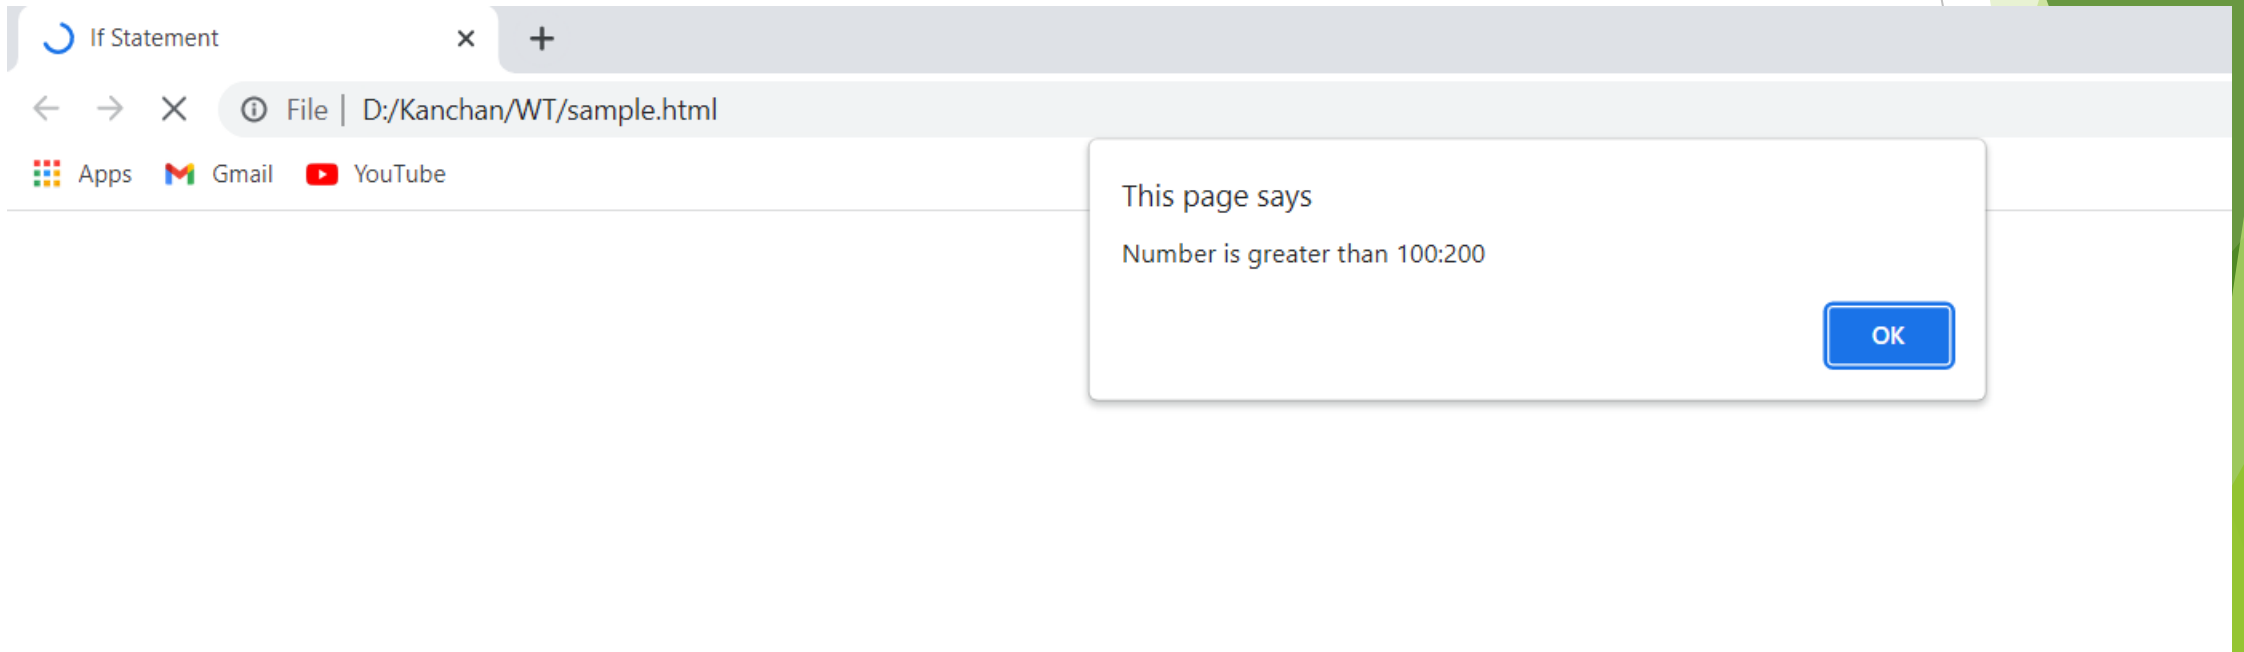 If Statement
File | D:/Kanchan/WT/sample.html
Apps Gmail YouTube
This page says
Number is greater than 100:200
OK